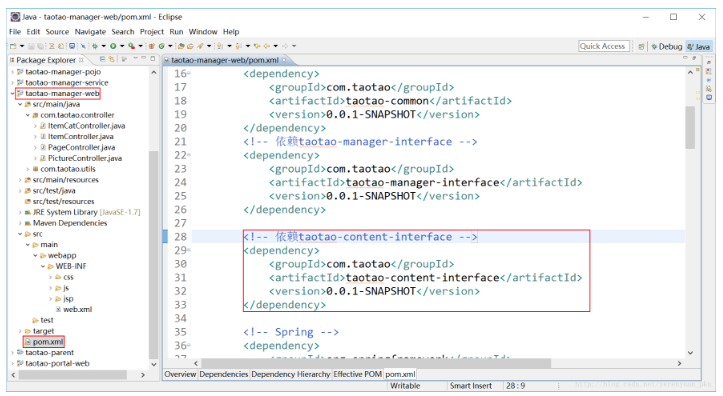 Java - taotao-manager-web/pom.xml - Eclipse
File Edit Source Navigate Search Project Run Window Help
Quick Access
Debug
Java
Package Explorer
taotao-manager-pojo
taotao-manager-service
taotao-manager-web
src/main/java
com.taotao.controller
ItemCatController.java
ItemController.java
PageController.java
PictureController.java
com.taotao.utils
src/main/resources
src/test/java
src/test/resources
JRE System Library [JavaSE-1.7]
Maven Dependencies
src
main
webapp
WEB-INF
css
js
jsp
web.xml
test
target
pom.xml
taotao-parent
taotao-portal-web
taotao-manager-web/pom.xml
16 <dependency>
17 <groupId>com.taotao</groupId>
18 <artifactId>taotao-common</artifactId>
19 <version>0.0.1-SNAPSHOT</version>
20 </dependency>
21 <!-- 依赖taotao-manager-interface -->
22 <dependency>
23 <groupId>com.taotao</groupId>
24 <artifactId>taotao-manager-interface</artifactId>
25 <version>0.0.1-SNAPSHOT</version>
26 </dependency>
27
28 <!-- 依赖taotao-content-interface -->
29 <dependency>
30 <groupId>com.taotao</groupId>
31 <artifactId>taotao-content-interface</artifactId>
32 <version>0.0.1-SNAPSHOT</version>
33 </dependency>
34
35 <!-- Spring -->
36 <dependency>
Overview Dependencies Dependency Hierarchy Effective POM pom.xml
Writable Smart Insert 28 : 9